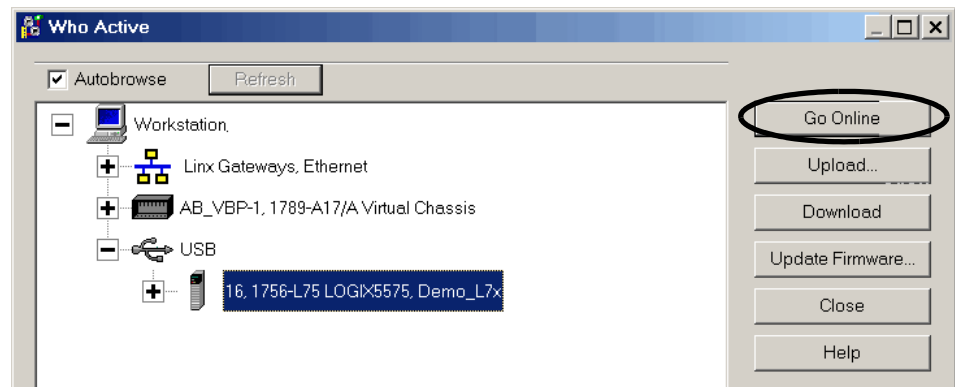 Who Active
Autobrowse
Refresh
Workstation,
Linx Gateways, Ethernet
AB_VBP-1, 1789-A17/A Virtual Chassis
USB
16, 1756-L75 LOGIX5575, Demo_L7x
Go Online
Upload...
Download
Update Firmware...
Close
Help